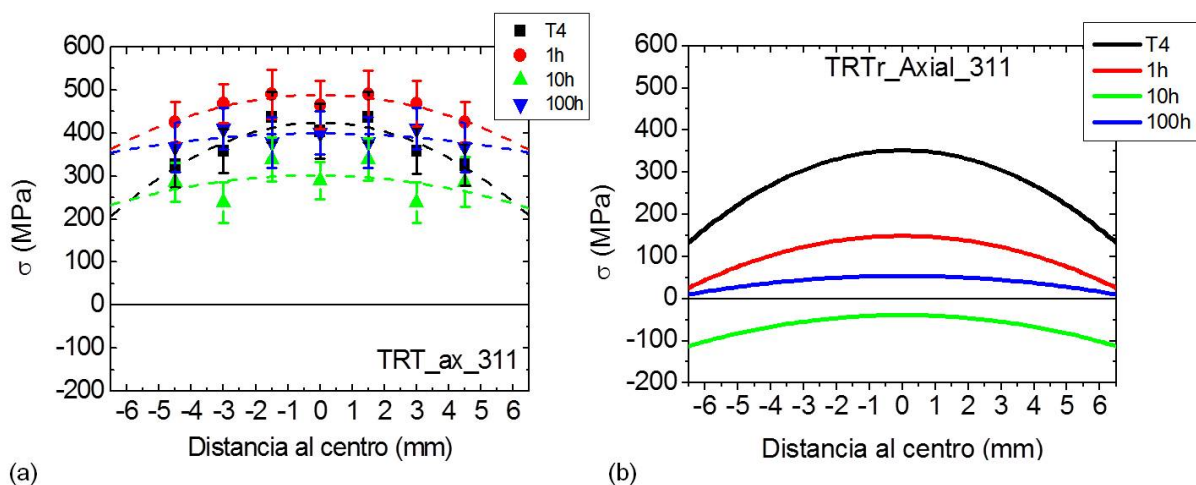 T4
1h
10h
100h
600
500
400
300
200
100
0
-100
-200
σ (MPa)
TRT_ax_311
-6 -5 -4 -3 -2 -1 0 1 2 3 4 5 6
Distancia al centro (mm)
(a)
T4
1h
10h
100h
TRTr_Axial_311
600
500
400
300
200
100
0
-100
-200
σ (MPa)
-6 -5 -4 -3 -2 -1 0 1 2 3 4 5 6
Distancia al centro (mm)
(b)